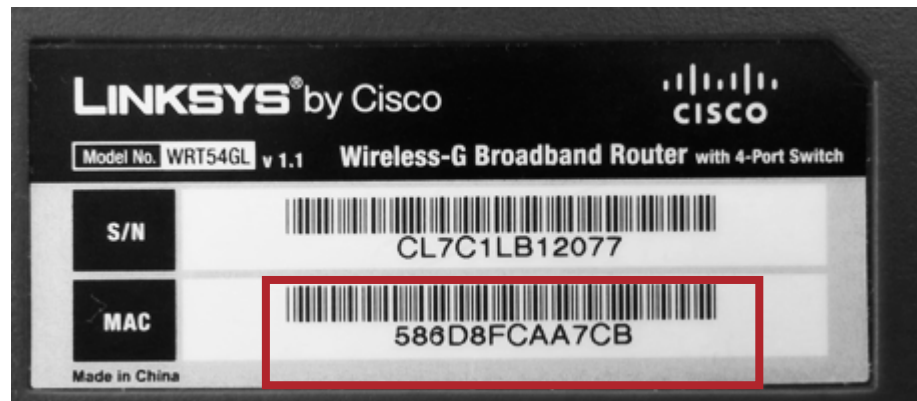 LINKSYS® by Cisco
CISCO
Model No. WRT54GL v 1.1 Wireless-G Broadband Router with 4-Port Switch
S/N
CL7C1LB12077
MAC
586D8FCAA7CB
Made in China